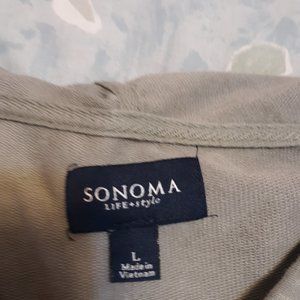 SONOMA
LIFE+style
L
Made in
Vietnam